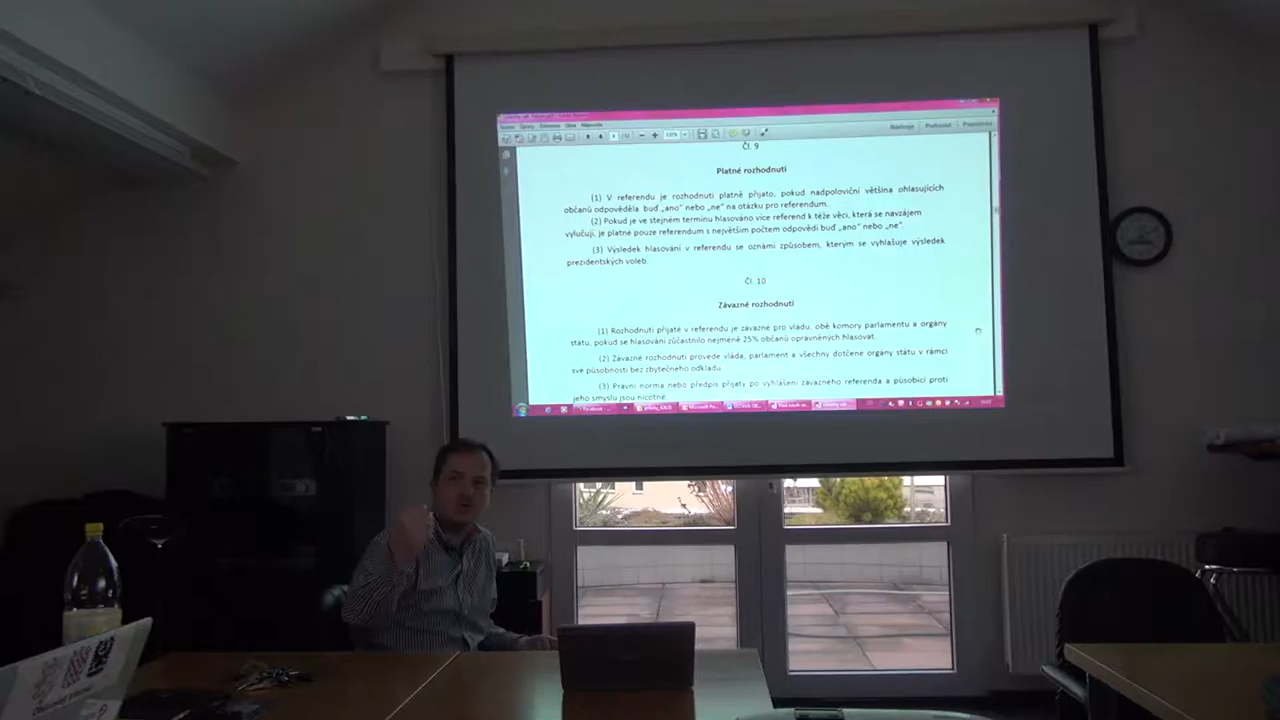 Čl. 9
Platné rozhodnutí
(1) V referendu je rozhodnutí platně přijato, pokud nadpoloviční většina ohlasujících
občanů odpověděla buď „ano" nebo „ne" na otázku pro referendum.
(2) Pokud je ve stejném termínu hlasováno více referend k téže věci, která se navzájem
vylučují, je platné pouze referendum s největším počtem odpovědí buď „ano" nebo „ne".
(3) Výsledek hlasování v referendu se oznámí způsobem, kterým se vyhlašuje výsledek
prezidentských voleb.
Čl. 10
Závazné rozhodnutí
(1) Rozhodnutí přijaté v referendu je závazné pro vládu, obě komory parlamentu a orgány
státu, pokud se hlasování zúčastnilo nejméně 25% občanů oprávněných hlasovat.
(2) Závazné rozhodnutí provede vláda, parlament a všechny dotčené orgány státu v rámci
své působnosti bez zbytečného odkladu.
(3) Právní norma nebo předpis přijatý po vyhlášení závazného referenda a působící proti
jeho smyslu jsou nicotné.